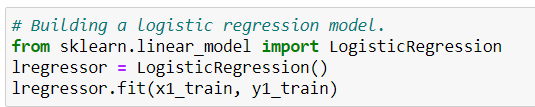 # Building a logistic regression model.
from sklearn.linear_model import LogisticRegression
lregressor = LogisticRegression()
lregressor.fit(x1_train, y1_train)